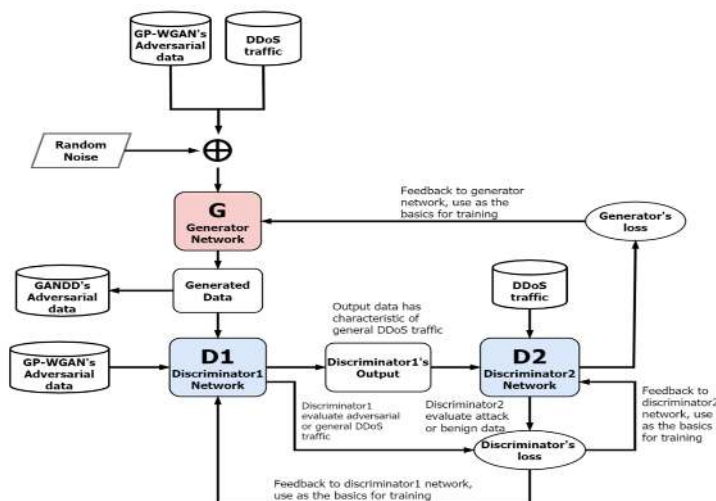 GP-WGAN's
Adversarial
data
DDoS
traffic
Random
Noise
Feedback to generator
network, use as the
basics for training
Generator's
loss
G
Generator
Network
GANDD's
Adversarial
data
Generated
Data
DDoS
traffic
Output data has
characteristic of
general DDoS traffic
GP-WGAN's
Adversarial
data
D1
Discriminator1
Network
Discriminator1's
Output
D2
Discriminator2
Network
Discriminator1
evaluate adversarial
or general DDoS
traffic
Discriminator2
evaluate attack
or benign data
Feedback to
discriminator2
network, use
as the basics
for training
Discriminator's
loss
Feedback to discriminator1 network,
use as the basics for training